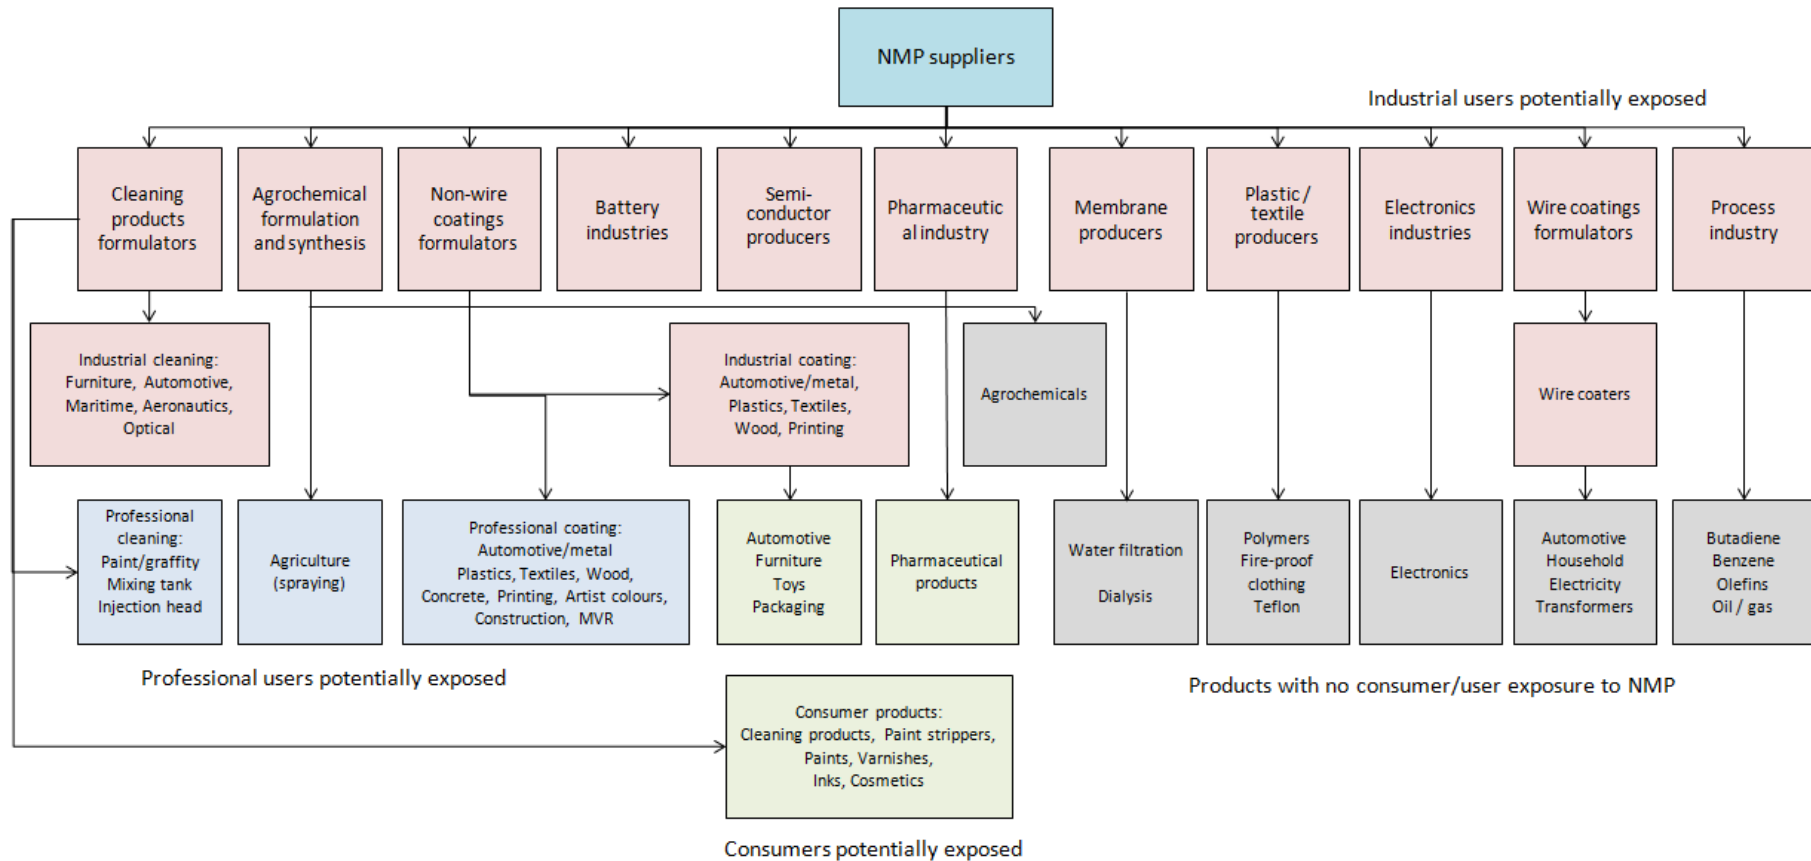 NMP suppliers
Industrial users potentially exposed
Cleaning
products
formulators
Agrochemical
formulation
and synthesis
Non-wire
coatings
formulators
Battery
industries
Semi-
conductor
producers
Pharmaceutic
al industry
Membrane
producers
Plastic /
textile
producers
Electronics
industries
Wire coatings
formulators
Process
industry
Industrial cleaning:
Furniture, Automotive,
Maritime, Aeronautics,
Optical
Industrial coating:
Automotive/metal,
Plastics, Textiles,
Wood, Printing
Agrochemicals
Wire coaters
Professional
cleaning:
Paint/graffity
Mixing tank
Injection head
Agriculture
(spraying)
Professional coating:
Automotive/metal
Plastics, Textiles, Wood,
Concrete, Printing, Artist colours,
Construction, MVR
Automotive
Furniture
Toys
Packaging
Pharmaceutical
products
Water filtration
Dialysis
Polymers
Fire-proof
clothing
Teflon
Electronics
Automotive
Household
Electricity
Transformers
Butadiene
Benzene
Olefins
Oil / gas
Professional users potentially exposed
Products with no consumer/user exposure to NMP
Consumer products:
Cleaning products, Paint strippers,
Paints, Varnishes,
Inks, Cosmetics
Consumers potentially exposed